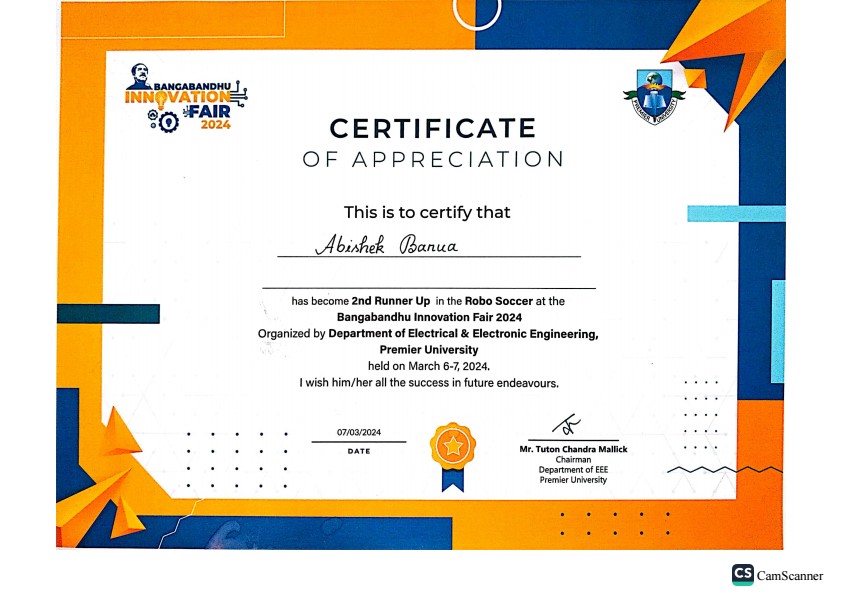 BANGABANDHU
INNOVATION
FAIR
2024
PREMIER UNIVERSITY
CERTIFICATE
OF APPRECIATION
This is to certify that
Abishek Barua
has become 2nd Runner Up in the Robo Soccer at the
Bangabandhu Innovation Fair 2024
Organized by Department of Electrical & Electronic Engineering,
Premier University
held on March 6-7, 2024.
I wish him/her all the success in future endeavours.
07/03/2024
DATE
Mr. Tuton Chandra Mallick
Chairman
Department of EEE
Premier University
CS CamScanner